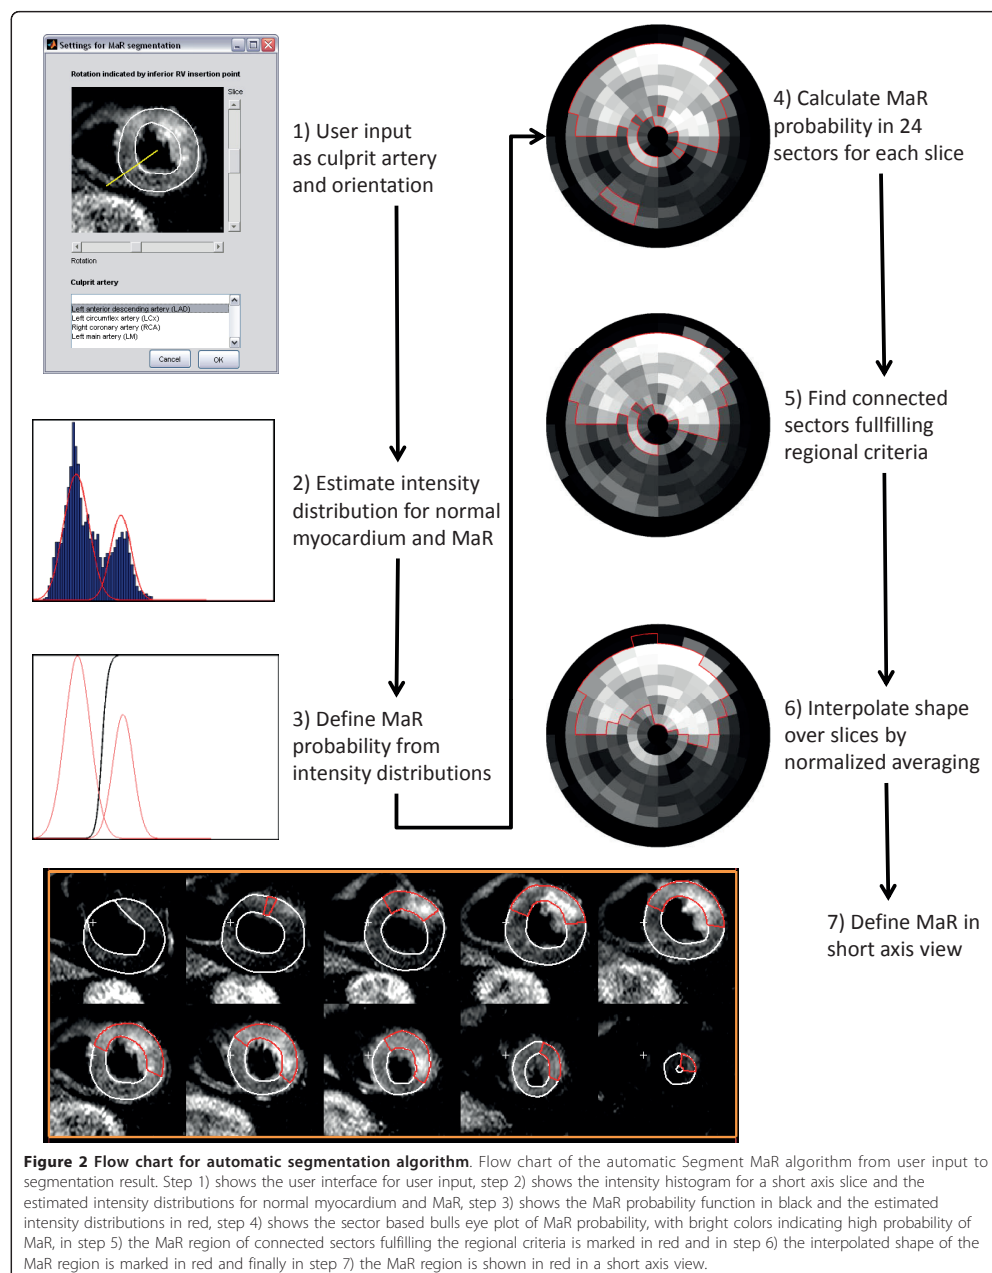 Settings for MaR segmentation
Rotation indicated by inferior RV insertion point
Slice
Rotation
Culprit artery
Left anterior descending artery (LAD)
Left circumflex artery (LCx)
Right coronary artery (RCA)
Left main artery (LM)
Cancel
OK
1) User input
as culprit artery
and orientation
2) Estimate intensity
distribution for normal
myocardium and MaR
3) Define MaR
probability from
intensity distributions
4) Calculate MaR
probability in 24
sectors for each slice
5) Find connected
sectors fullfilling
regional criteria
6) Interpolate shape
over slices by
normalized averaging
7) Define MaR in
short axis view
Figure 2 Flow chart for automatic segmentation algorithm. Flow chart of the automatic Segment MaR algorithm from user input to
segmentation result. Step 1) shows the user interface for user input, step 2) shows the intensity histogram for a short axis slice and the
estimated intensity distributions for normal myocardium and MaR, step 3) shows the MaR probability function in black and the estimated
intensity distributions in red, step 4) shows the sector based bulls eye plot of MaR probability, with bright colors indicating high probability of
MaR, in step 5) the MaR region of connected sectors fulfilling the regional criteria is marked in red and in step 6) the interpolated shape of the
MaR region is marked in red and finally in step 7) the MaR region is shown in red in a short axis view.